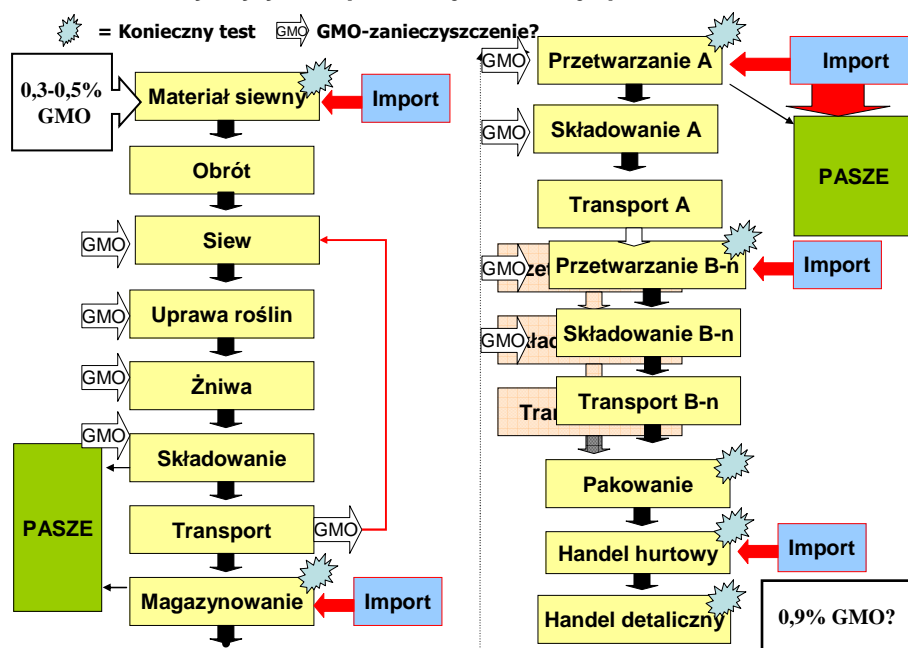 = Konieczny test GMO GMO-zanieczyszczenie?
0,3-0,5%
GMO
Materiał siewny
Import
Obrót
GMO
Siew
GMO
Uprawa roślin
GMO
Żniwa
GMO
Składowanie
PASZE
Transport
GMO
Magazynowanie
Import
GMO
Przetwarzanie A
Import
GMO
Składowanie A
PASZE
Transport A
GMO
Przetwarzanie B-n
Import
GMO
Składowanie B-n
Transport B-n
Pakowanie
Handel hurtowy
Import
Handel detaliczny
0,9% GMO?